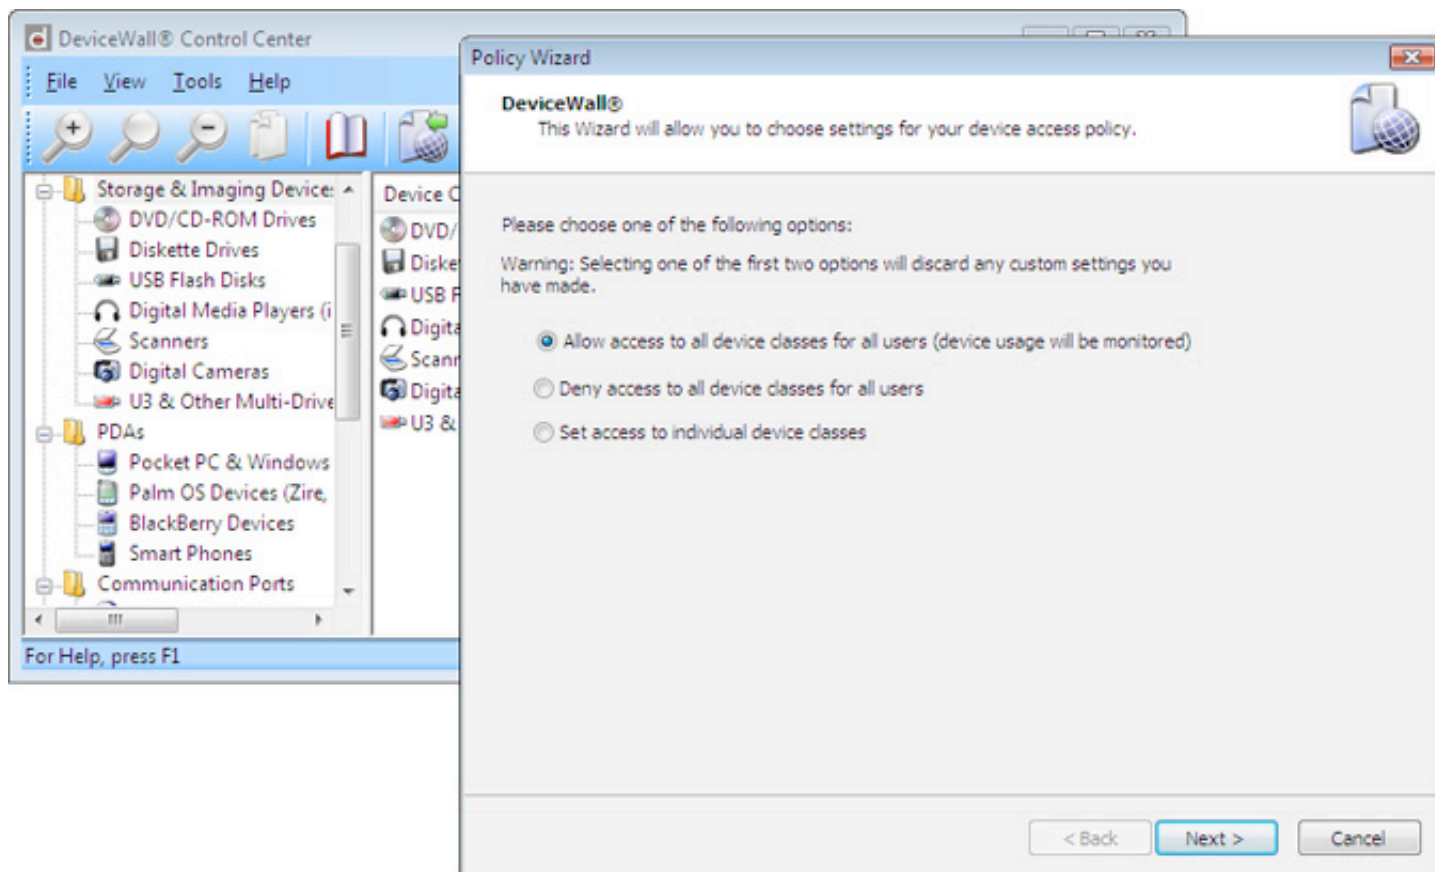 DeviceWall® Control Center
File View Tools Help
Storage & Imaging Device
DVD/CD-ROM Drives
Diskette Drives
USB Flash Disks
Digital Media Players (i
Scanners
Digital Cameras
U3 & Other Multi-Drive
PDAs
Pocket PC & Windows
Palm OS Devices (Zire,
BlackBerry Devices
Smart Phones
Communication Ports
For Help, press F1
Device C
DVD/
Diske
USB F
Digita
Scanr
Digita
U3 &
Policy Wizard
DeviceWall®
This Wizard will allow you to choose settings for your device access policy.
Please choose one of the following options:
Warning: Selecting one of the first two options will discard any custom settings you
have made.
Allow access to all device classes for all users (device usage will be monitored)
Deny access to all device classes for all users
Set access to individual device classes
< Back Next > Cancel